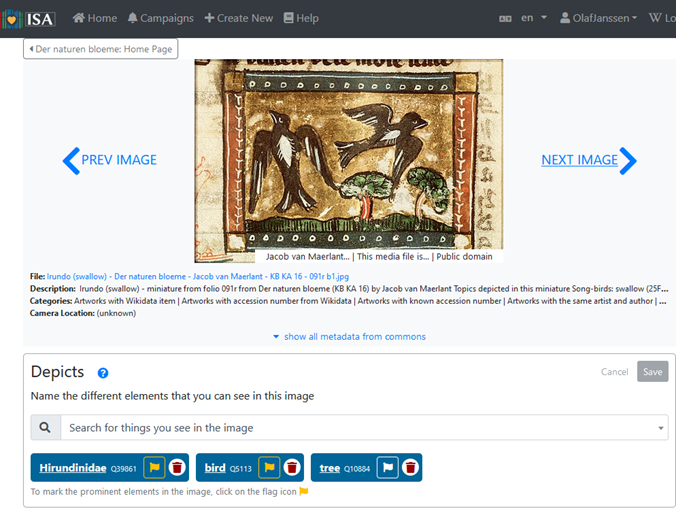 ISA Home Campaigns Create New Help en OlafJanssen Lo
Der naturen bloeme: Home Page
PREV IMAGE
NEXT IMAGE
Jacob van Maerlant... | This media file is... | Public domain
File: Irundo (swallow) - Der naturen bloeme - Jacob van Maerlant - KB KA 16 - 091r b1.jpg
Description: Irundo (swallow) - miniature from folio 091r from Der naturen bloeme (KB KA 16) by Jacob van Maerlant Topics depicted in this miniature Song-birds: swallow (25F...
Categories: Artworks with Wikidata item | Artworks with accession number from Wikidata | Artworks with known accession number | Artworks with the same artist and author | ...
Camera Location: (unknown)
show all metadata from commons
Depicts
Cancel Save
Name the different elements that you can see in this image
Search for things you see in the image
Hirundinidae Q39861 bird Q5113 tree Q10884
To mark the prominent elements in the image, click on the flag icon